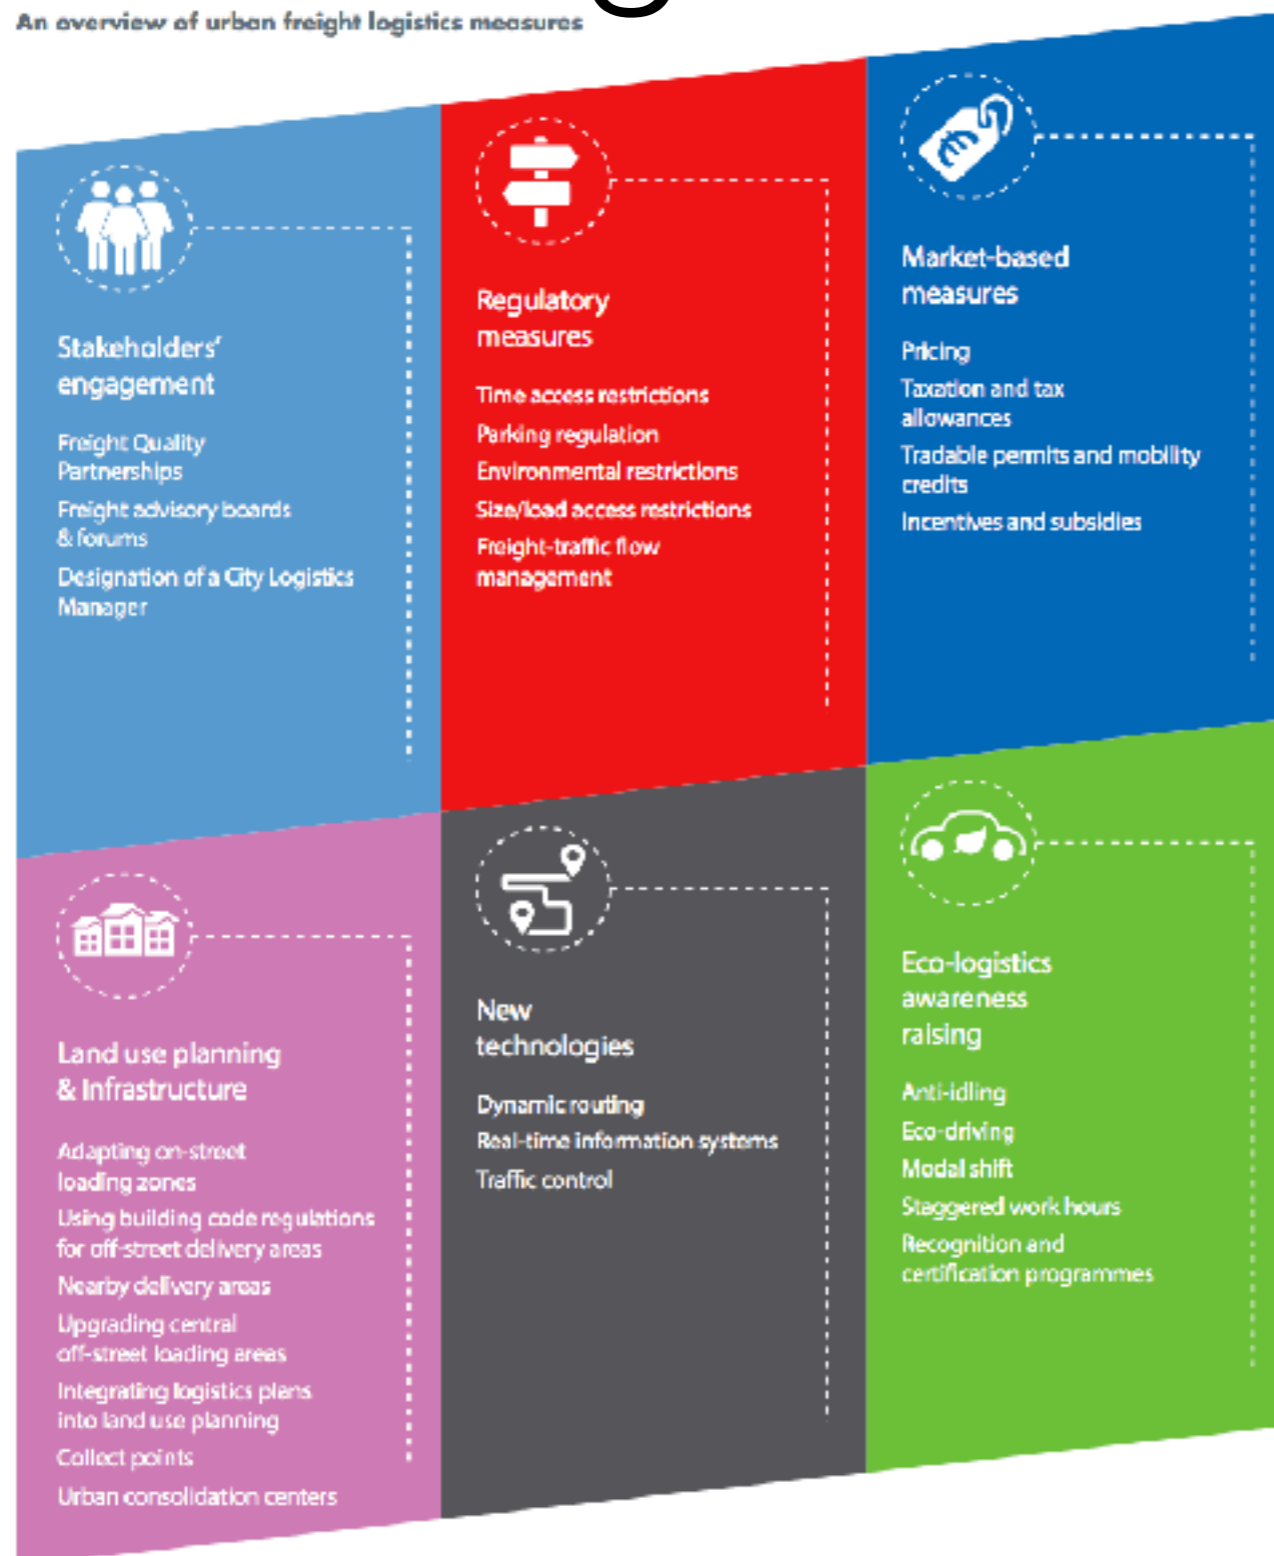 An overview of urban freight logistics measures
Stakeholders'
engagement
Freight Quality
Partnerships
Freight advisory boards
& forums
Designation of a City Logistics
Manager
Regulatory
measures
Time access restrictions
Parking regulation
Environmental restrictions
Size/load access restrictions
Freight-traffic flow
management
Market-based
measures
Pricing
Taxation and tax
allowances
Tradable permits and mobility
credits
Incentives and subsidies
Land use planning
& Infrastructure
Adapting on-street
loading zones
Using building code regulations
for off-street delivery areas
Nearby delivery areas
Upgrading central
off-street loading areas
Integrating logistics plans
into land use planning
Collect points
Urban consolidation centers
New
technologies
Dynamic routing
Real-time information systems
Traffic control
Eco-logistics
awareness
raising
Anti-idling
Eco-driving
Modal shift
Staggered work hours
Recognition and
certification programmes